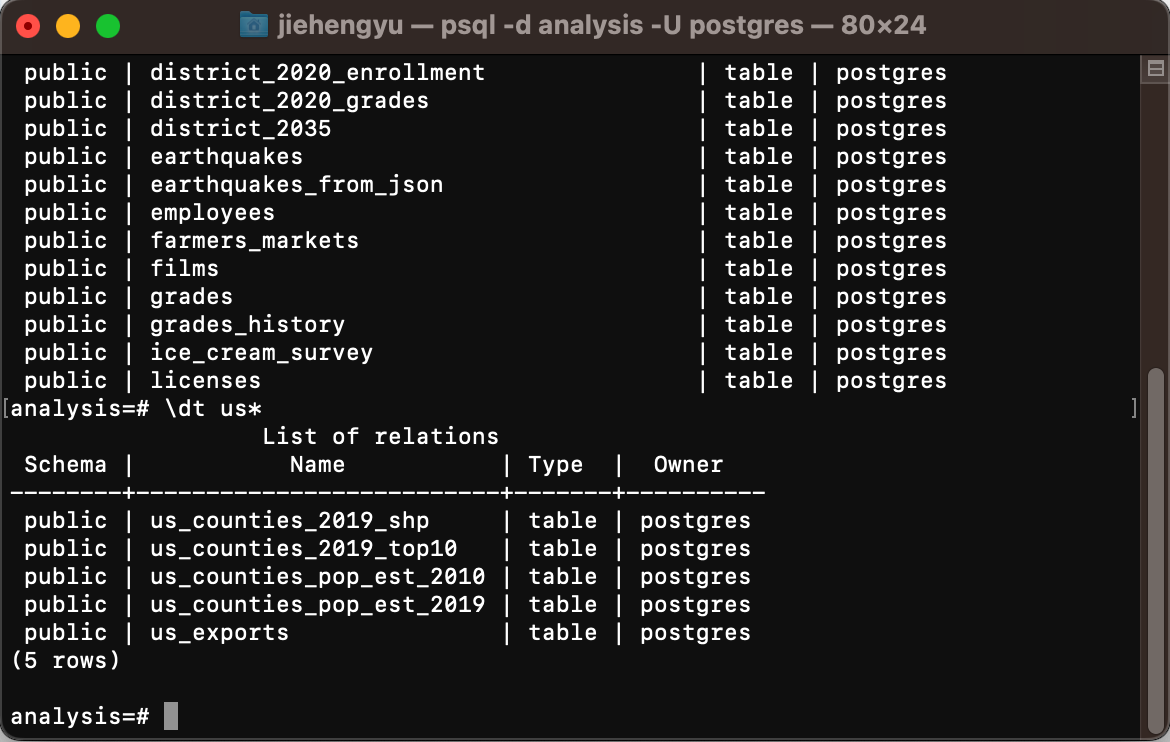 jiehengyu — psql -d analysis -U postgres — 80×24
 public | district_2020_enrollment               | table | postgres
 public | district_2020_grades                   | table | postgres
 public | district_2035                          | table | postgres
 public | earthquakes                            | table | postgres
 public | earthquakes_from_json                  | table | postgres
 public | employees                              | table | postgres
 public | farmers_markets                        | table | postgres
 public | films                                  | table | postgres
 public | grades                                 | table | postgres
 public | grades_history                         | table | postgres
 public | ice_cream_survey                       | table | postgres
 public | licenses                               | table | postgres
[analysis=# \dt us* ]
                  List of relations
 Schema |           Name            | Type  |  Owner
--------+---------------------------+-------+----------
 public | us_counties_2019_shp      | table | postgres
 public | us_counties_2019_top10    | table | postgres
 public | us_counties_pop_est_2010 | table | postgres
 public | us_counties_pop_est_2019 | table | postgres
 public | us_exports                | table | postgres
(5 rows)
analysis=#